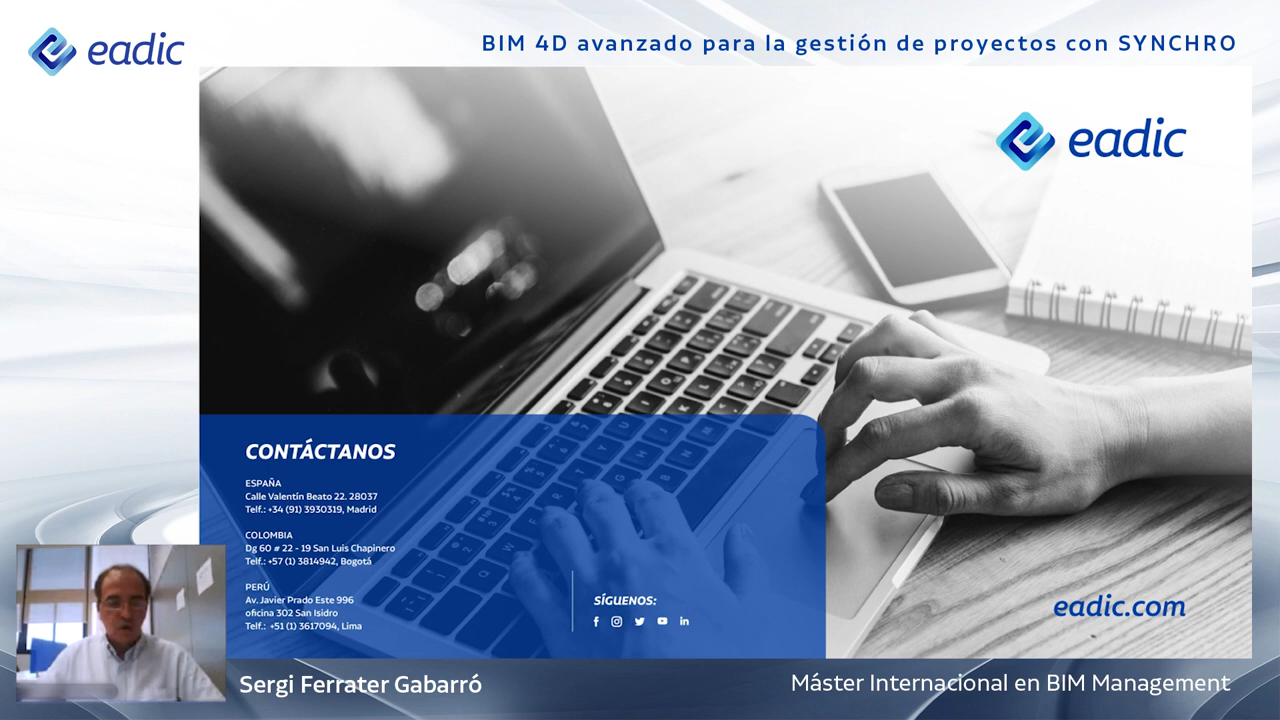 eadic
BIM 4D avanzado para la gestión de proyectos con SYNCHRO
eadic
CONTÁCTANOS
ESPAÑA
Calle Valentín Beato 22. 28037
Telf.: +34 (91) 3930319, Madrid
COLOMBIA
Dg 60 # 22 - 19 San Luis Chapinero
Telf.: +57 (1) 3814942, Bogotá
PERÚ
Av. Javier Prado Este 996
oficina 302 San Isidro
Telf.: +51 (1) 3617094, Lima
SÍGUENOS:
eadic.com
Sergi Ferrater Gabarró
Máster Internacional en BIM Management